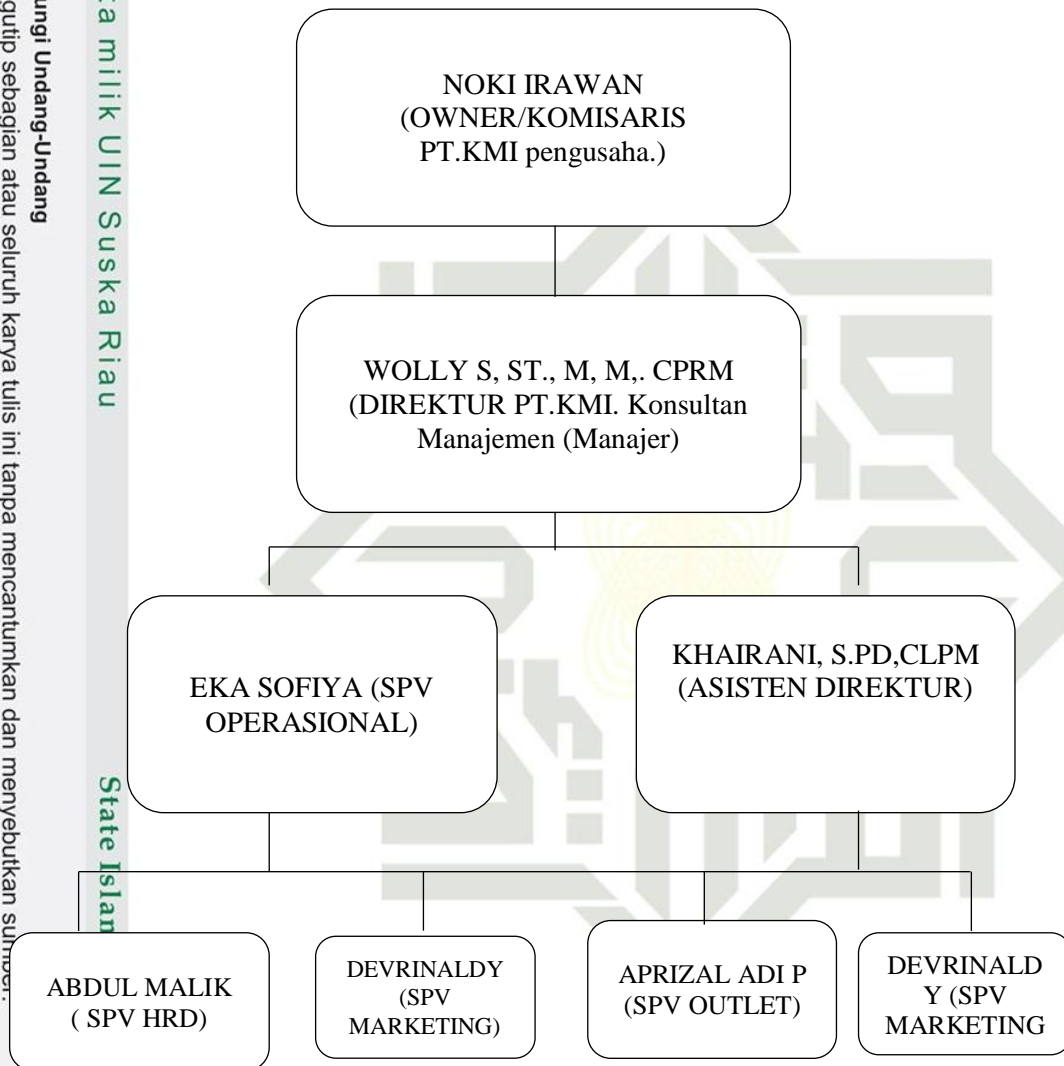 NOKI IRAWAN
(OWNER/KOMISARIS
PT.KMI pengusaha.)
WOLLY S, ST., M, M,. CPRM
(DIREKTUR PT.KMI. Konsultan
Manajemen (Manajer)
EKA SOFIYA (SPV
OPERASIONAL)
KHAIRANI, S.PD,CLPM
(ASISTEN DIREKTUR)
ABDUL MALIK
( SPV HRD)
DEVRINALDY
(SPV
MARKETING)
APRIZAL ADI P
(SPV OUTLET)
DEVRINALD
Y (SPV
MARKETING
milik UIN Suska Riau
State Islam
ungi Undang-Undang
gutip sebagian atau seluruh karya tulis ini tanpa mencantumkan dan menyebutkan sumber.